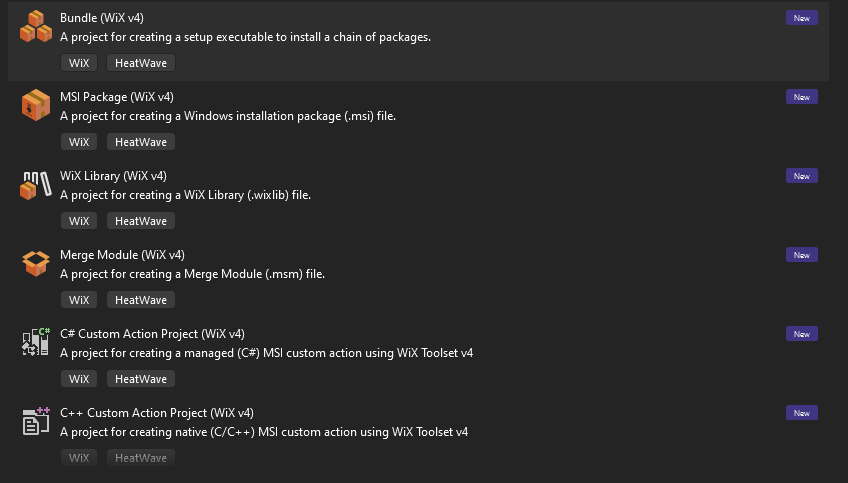 Bundle (WiX v4)
New
A project for creating a setup executable to install a chain of packages.
WiX HeatWave
MSI Package (WiX v4)
New
A project for creating a Windows installation package (.msi) file.
WiX HeatWave
WiX Library (WiX v4)
New
A project for creating a WiX Library (.wixlib) file.
WiX HeatWave
Merge Module (WiX v4)
New
A project for creating a Merge Module (.msm) file.
WiX HeatWave
C#
C# Custom Action Project (WiX v4)
New
A project for creating a managed (C#) MSI custom action using WiX Toolset v4
WiX HeatWave
++
C++ Custom Action Project (WiX v4)
New
A project for creating native (C/C++) MSI custom action using WiX Toolset v4
WiX HeatWave